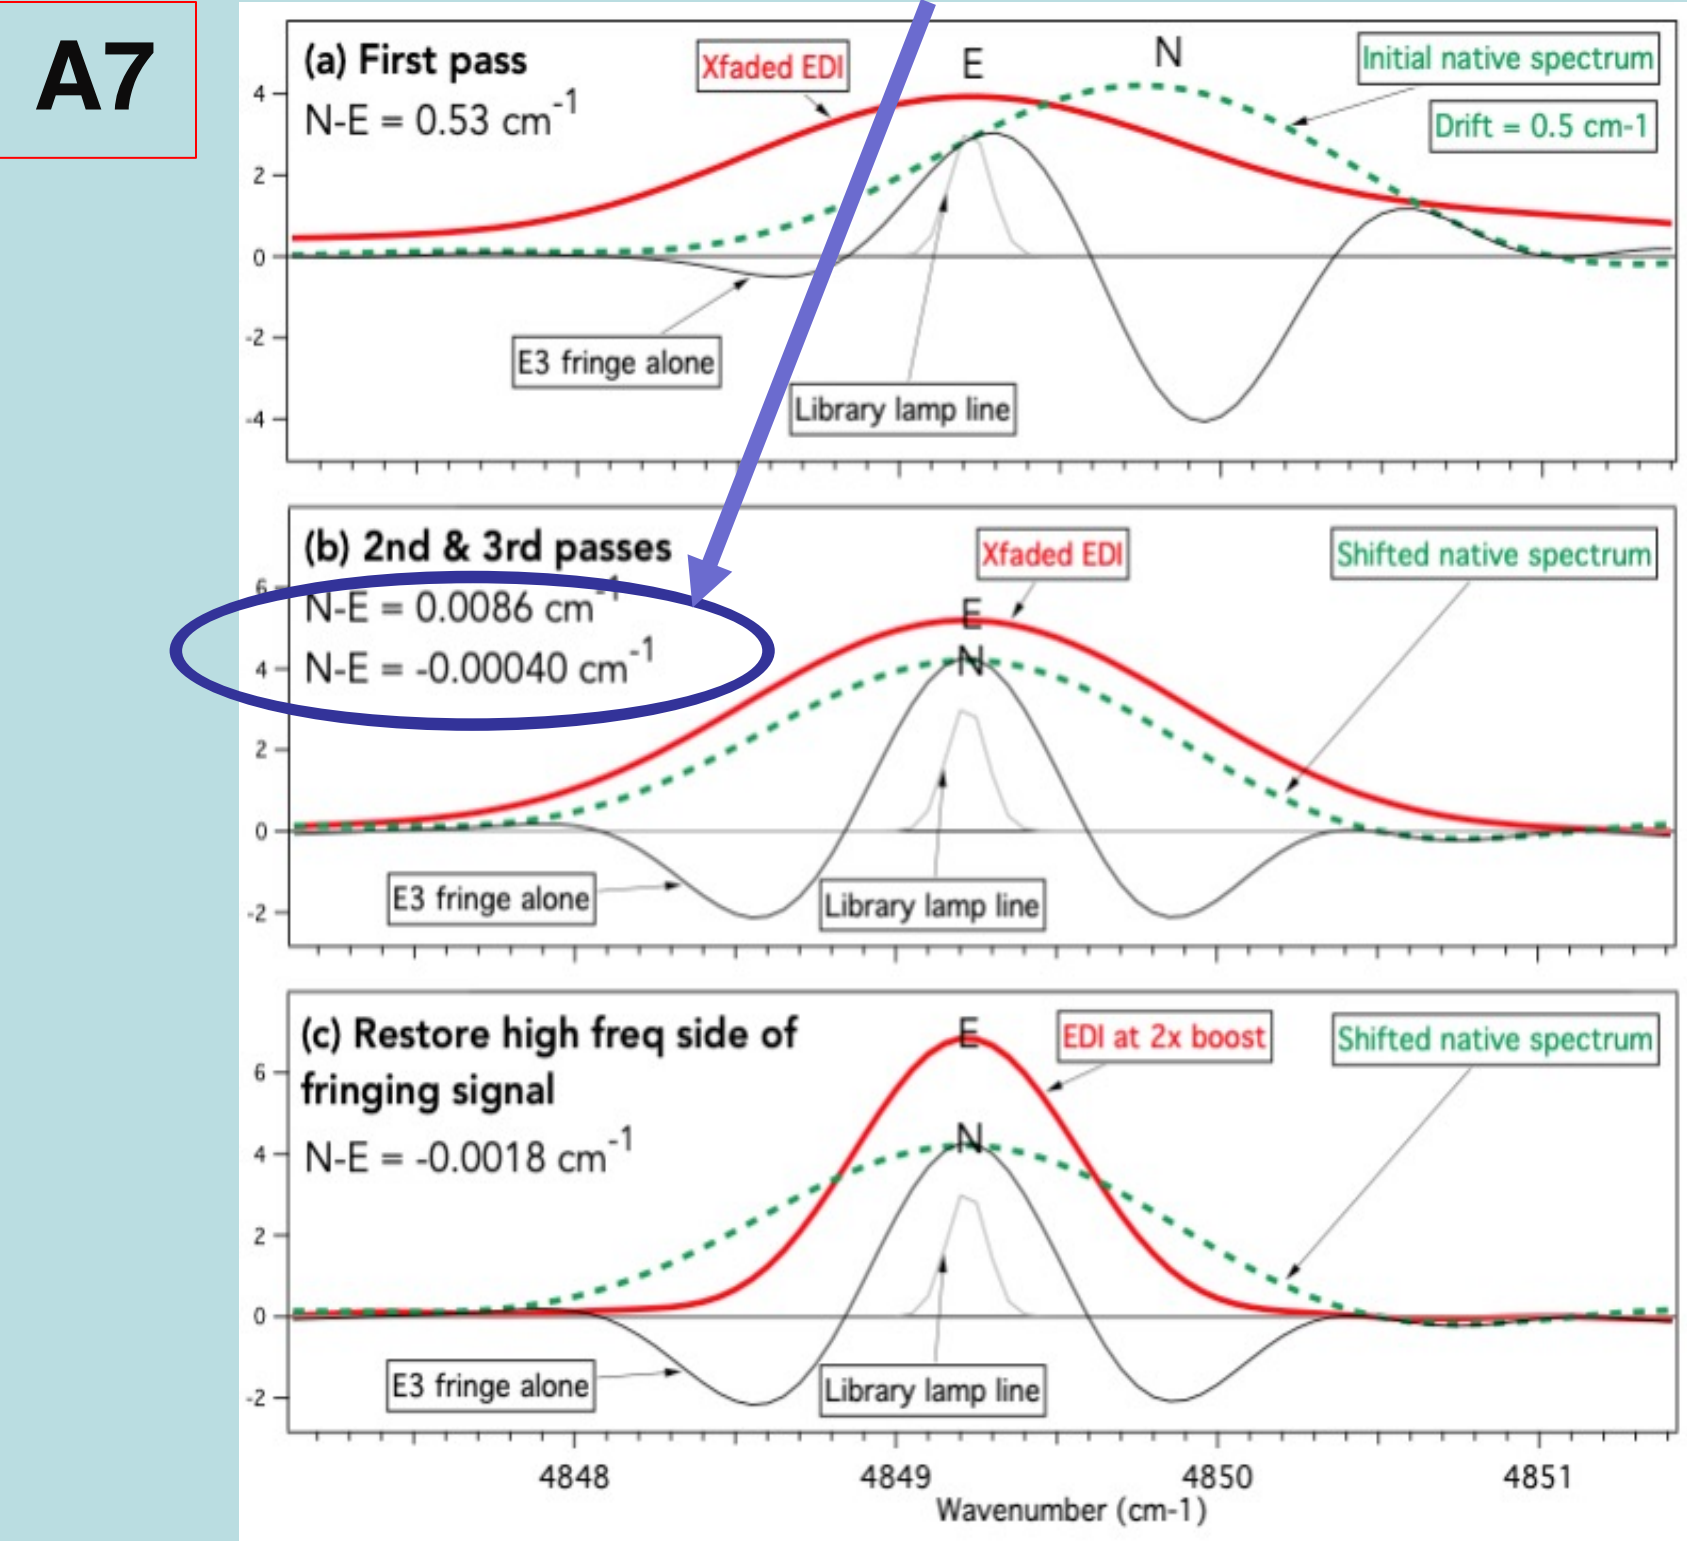 A7
(a) First pass
N-E = 0.53 cm-1
Xfaded EDI
E
N
Initial native spectrum
Drift = 0.5 cm-1
4
2
0
-2
-4
E3 fringe alone
Library lamp line
(b) 2nd & 3rd passes
N-E = 0.0086 cm-1
N-E = -0.00040 cm-1
Xfaded EDI
Shifted native spectrum
E
N
6
4
2
0
-2
E3 fringe alone
Library lamp line
(c) Restore high freq side of
fringing signal
N-E = -0.0018 cm-1
E
EDI at 2x boost
Shifted native spectrum
N
6
4
2
0
-2
E3 fringe alone
Library lamp line
4848 4849 4850 4851
Wavenumber (cm-1)